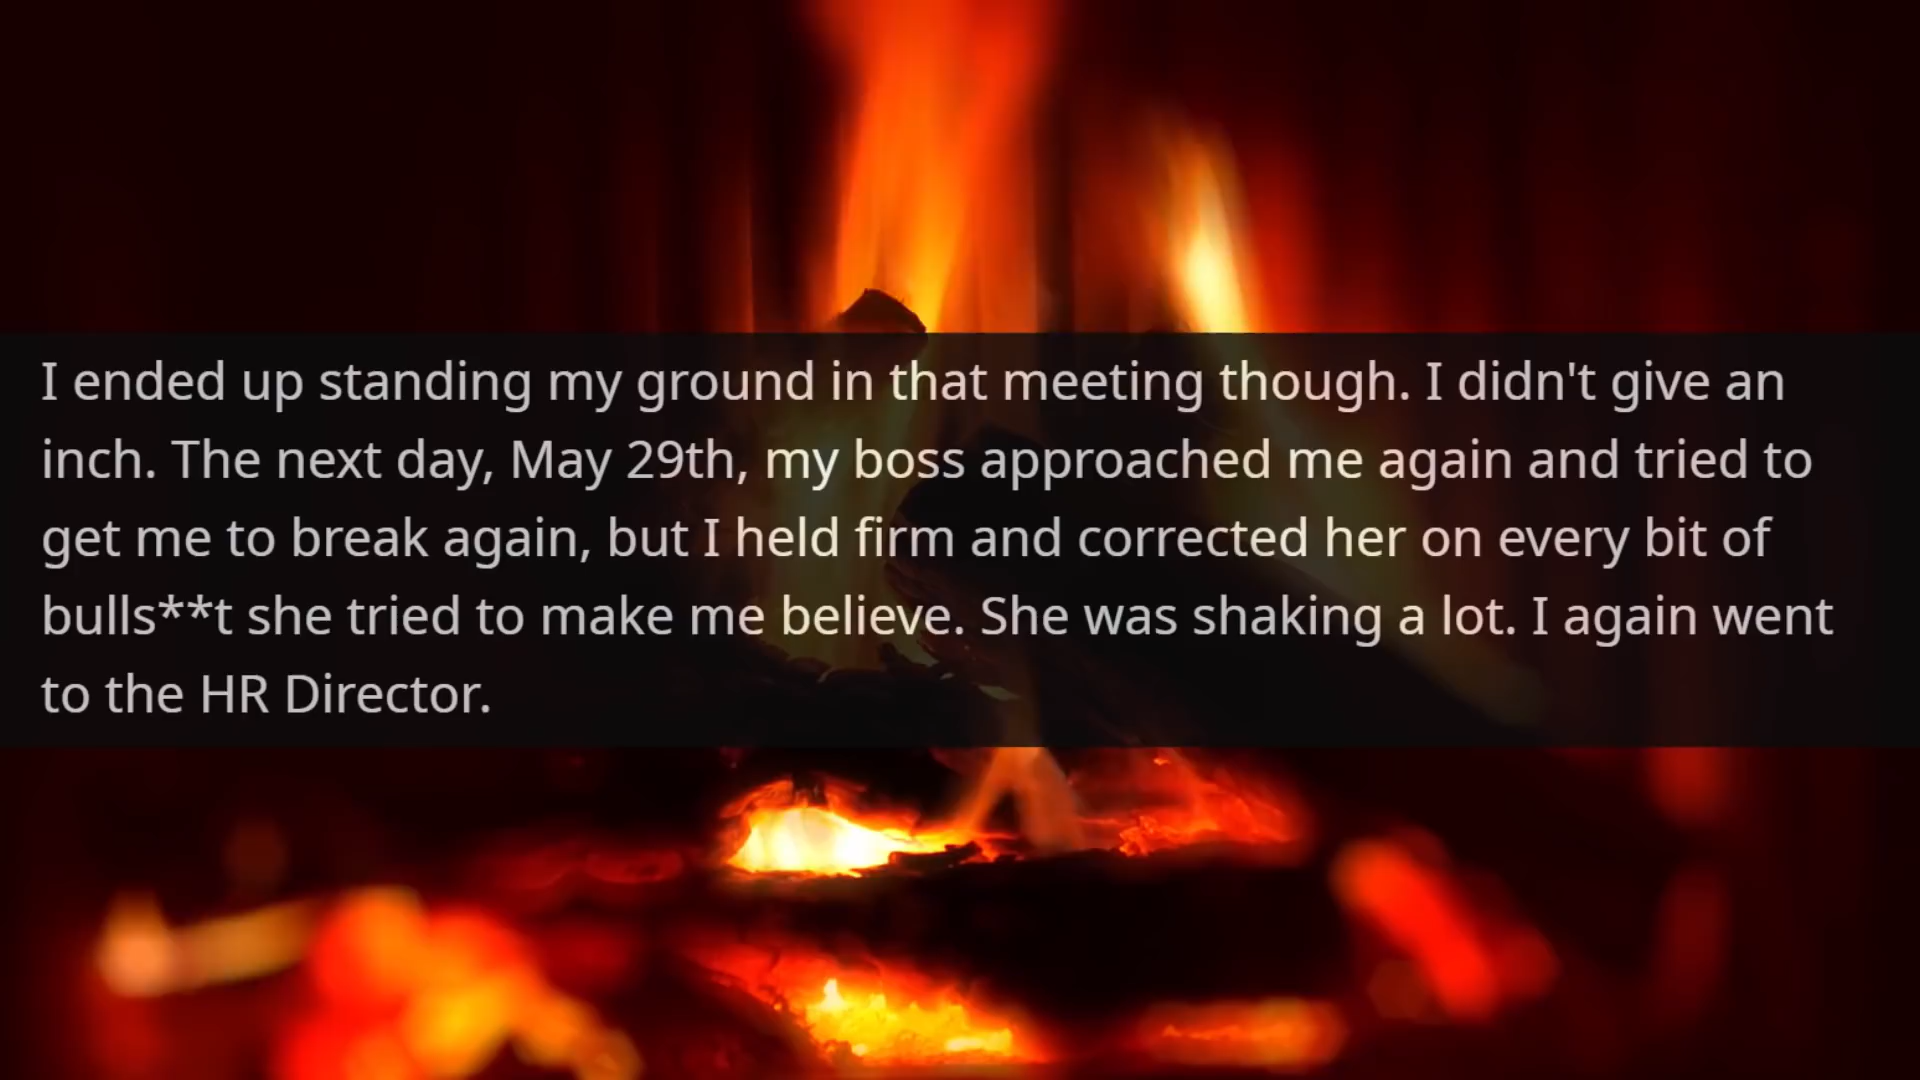 I ended up standing my ground in that meeting though. I didn't give an
inch. The next day, May 29th, my boss approached me again and tried to
get me to break again, but I held firm and corrected her on every bit of
bulls**t she tried to make me believe. She was shaking a lot. I again went
to the HR Director.